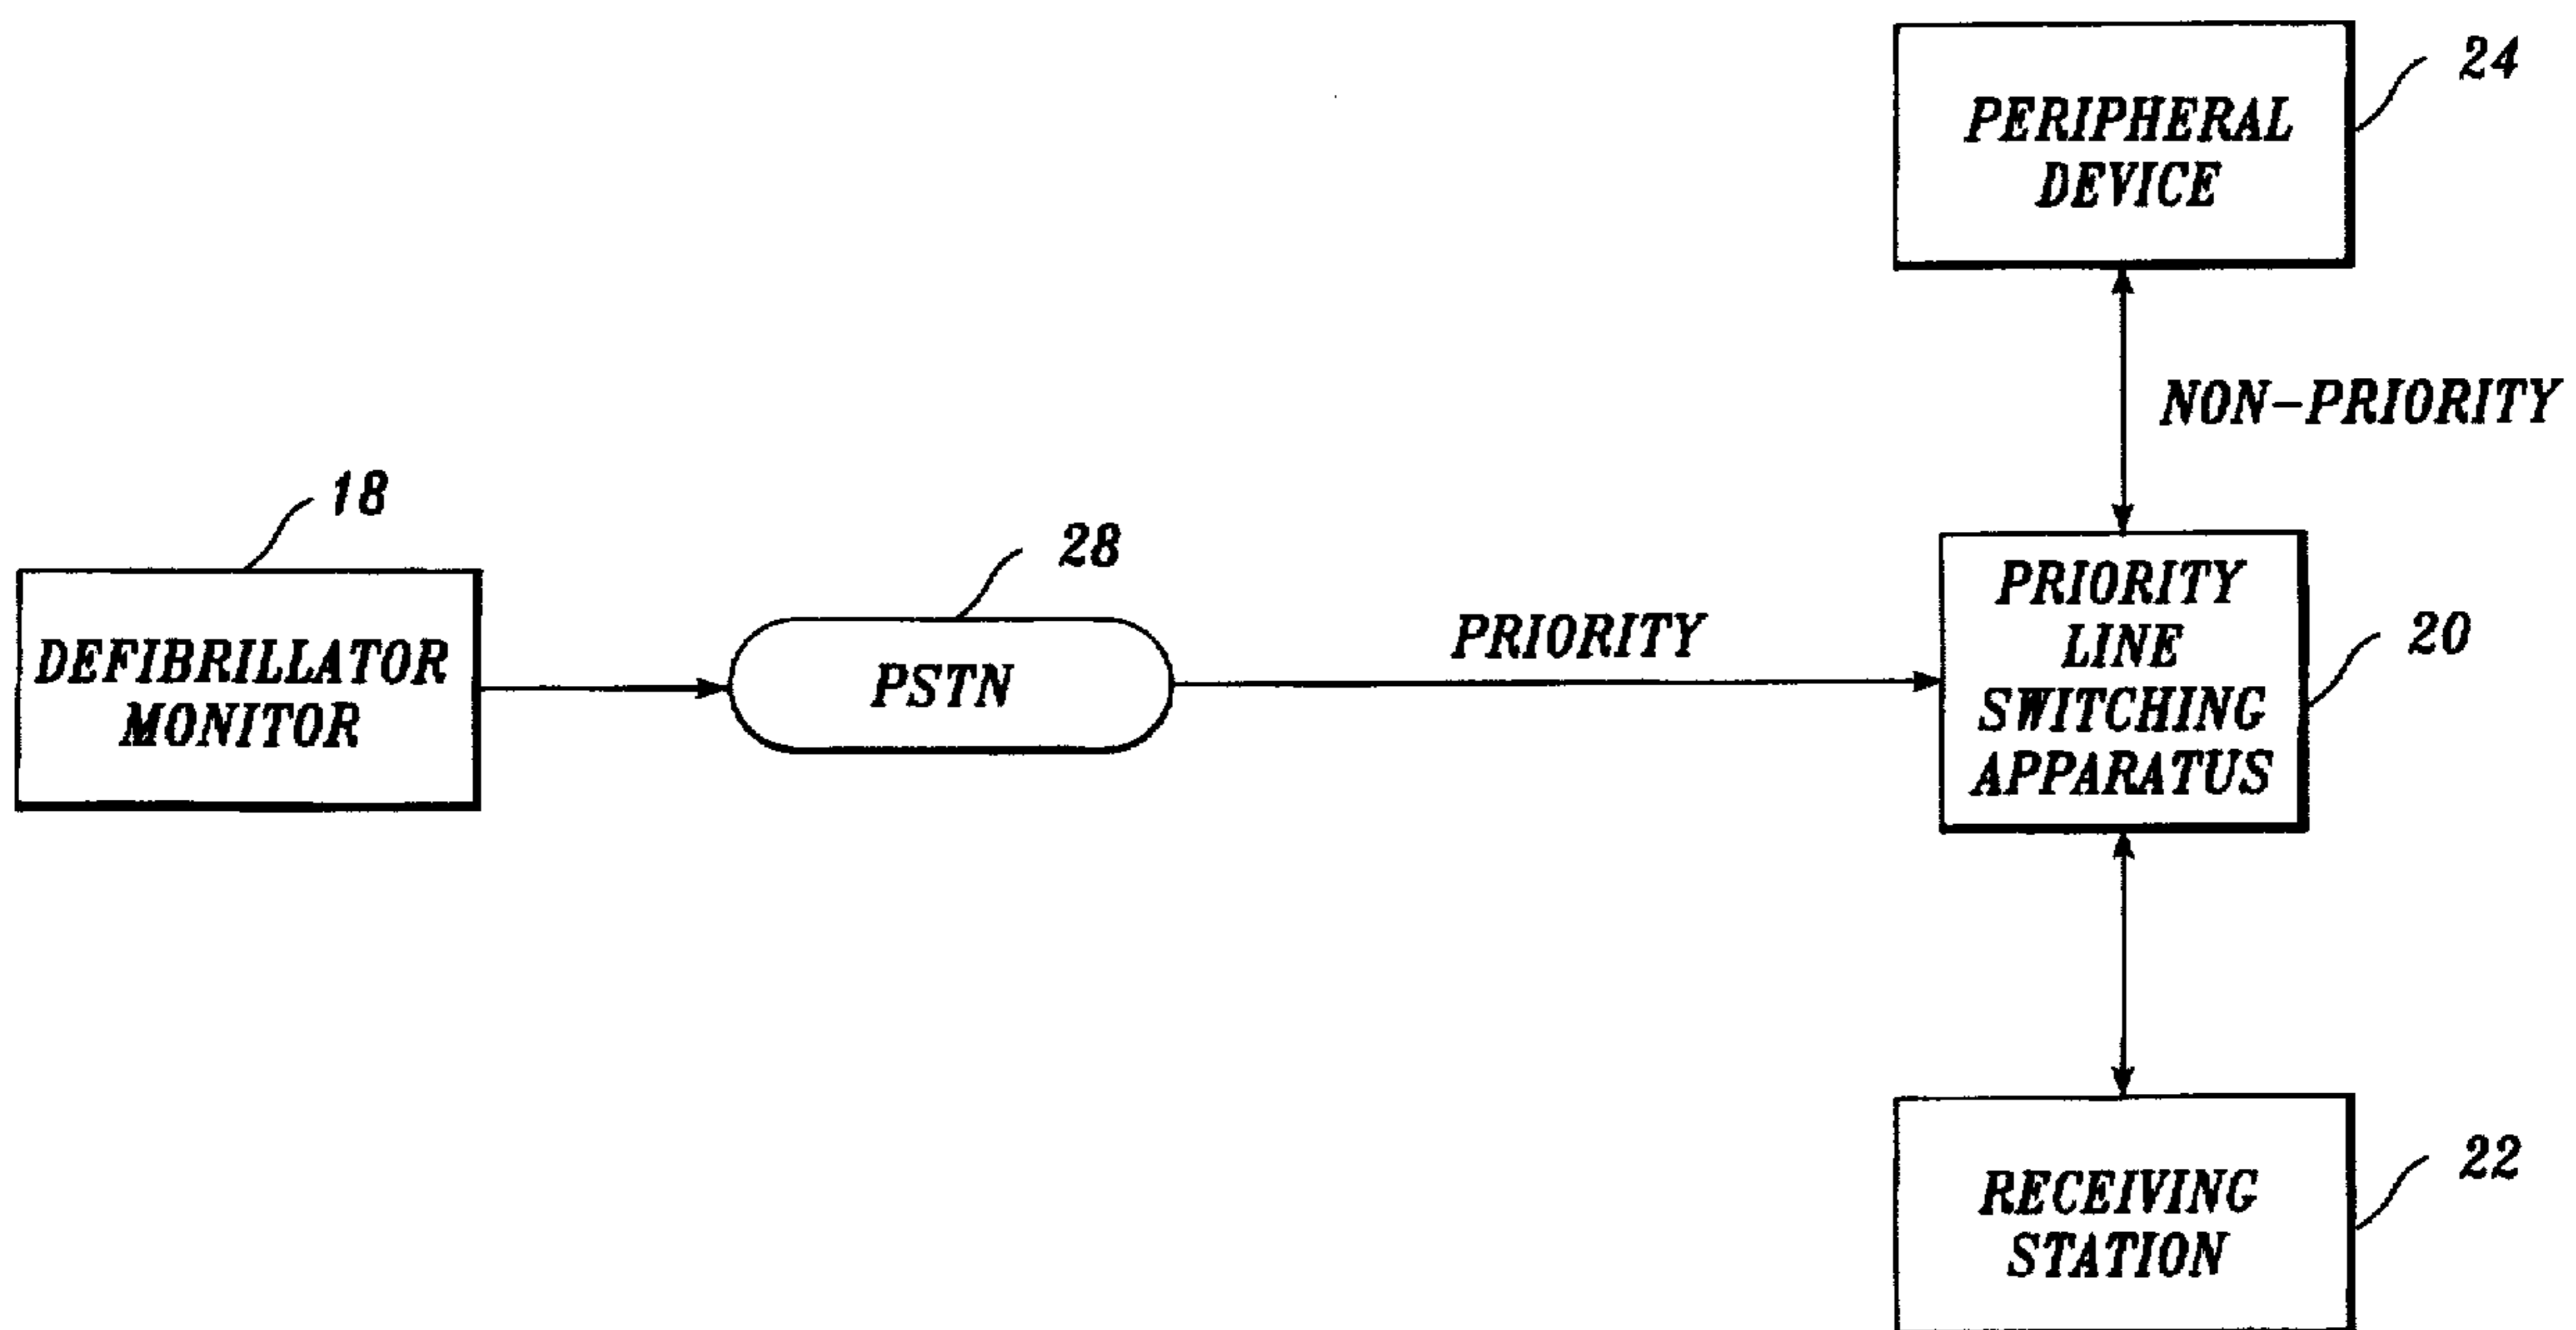 24
PERIPHERAL
DEVICE
NON-PRIORITY
18
28
DEFIBRILLATOR
MONITOR
PSTN
PRIORITY
PRIORITY
LINE
SWITCHING
APPARATUS
20
22
RECEIVING
STATION